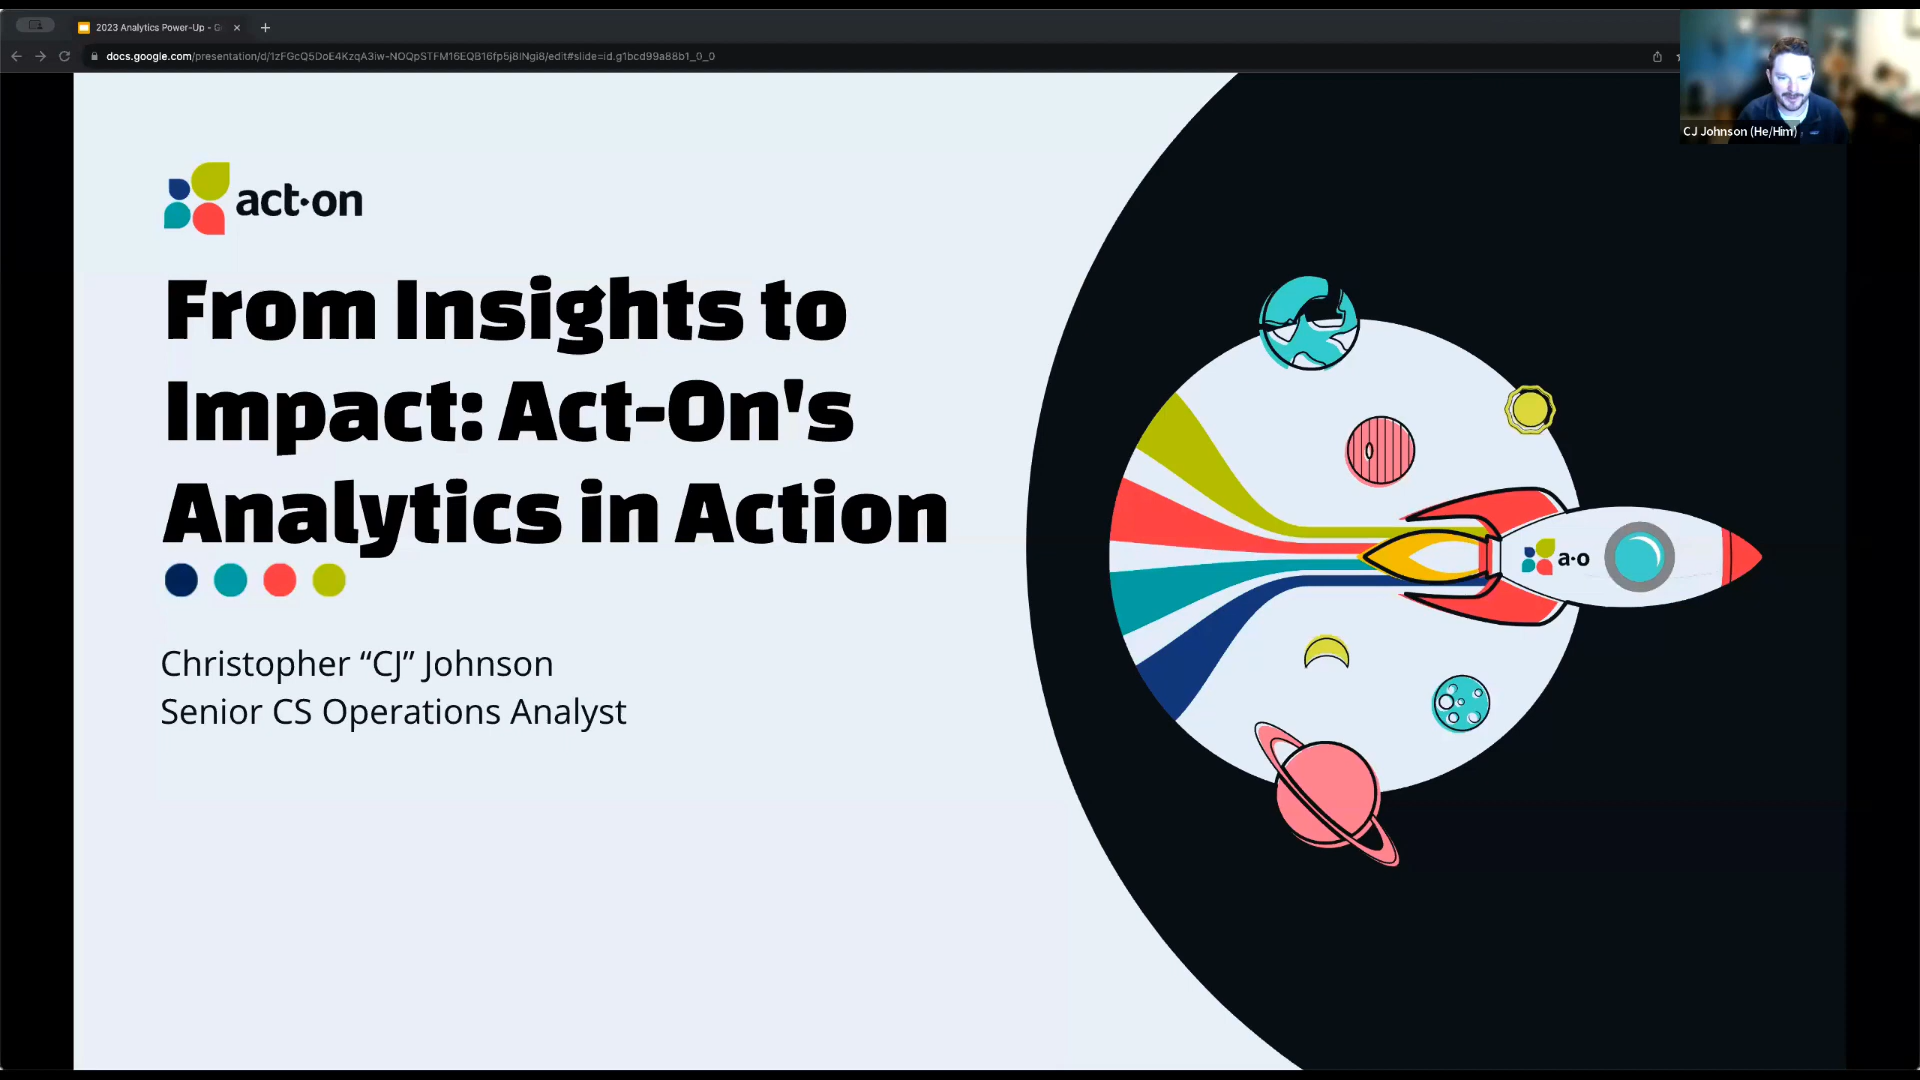 2023 Analytics Power-Up - G
docs.google.com/presentation/d/1zFGcQ5DoE4KzqA3iw-NOQpSTFM16EQB16fp5j8lNgi8/edit#slide=id.g1bcd99a88b1_0_0
CJ Johnson (He/Him)
act·on
From Insights to
Impact: Act-On's
Analytics in Action
a·o
Christopher “CJ” Johnson
Senior CS Operations Analyst